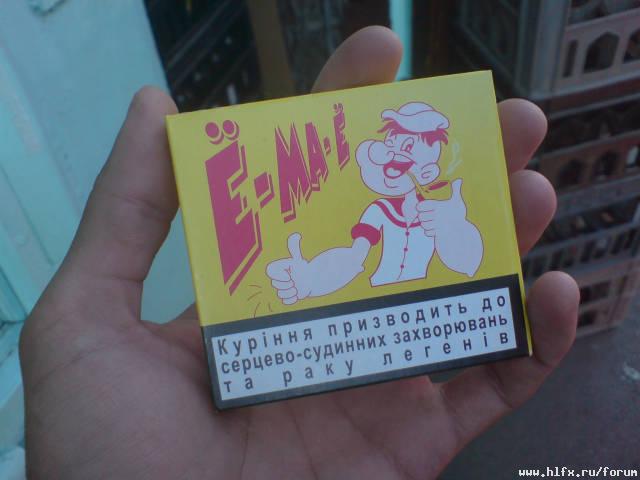 Ё-МА-Ё
Куріння призводить до
серцево-судинних захворювань
та раку легенів
www.hlfx.ru/forum